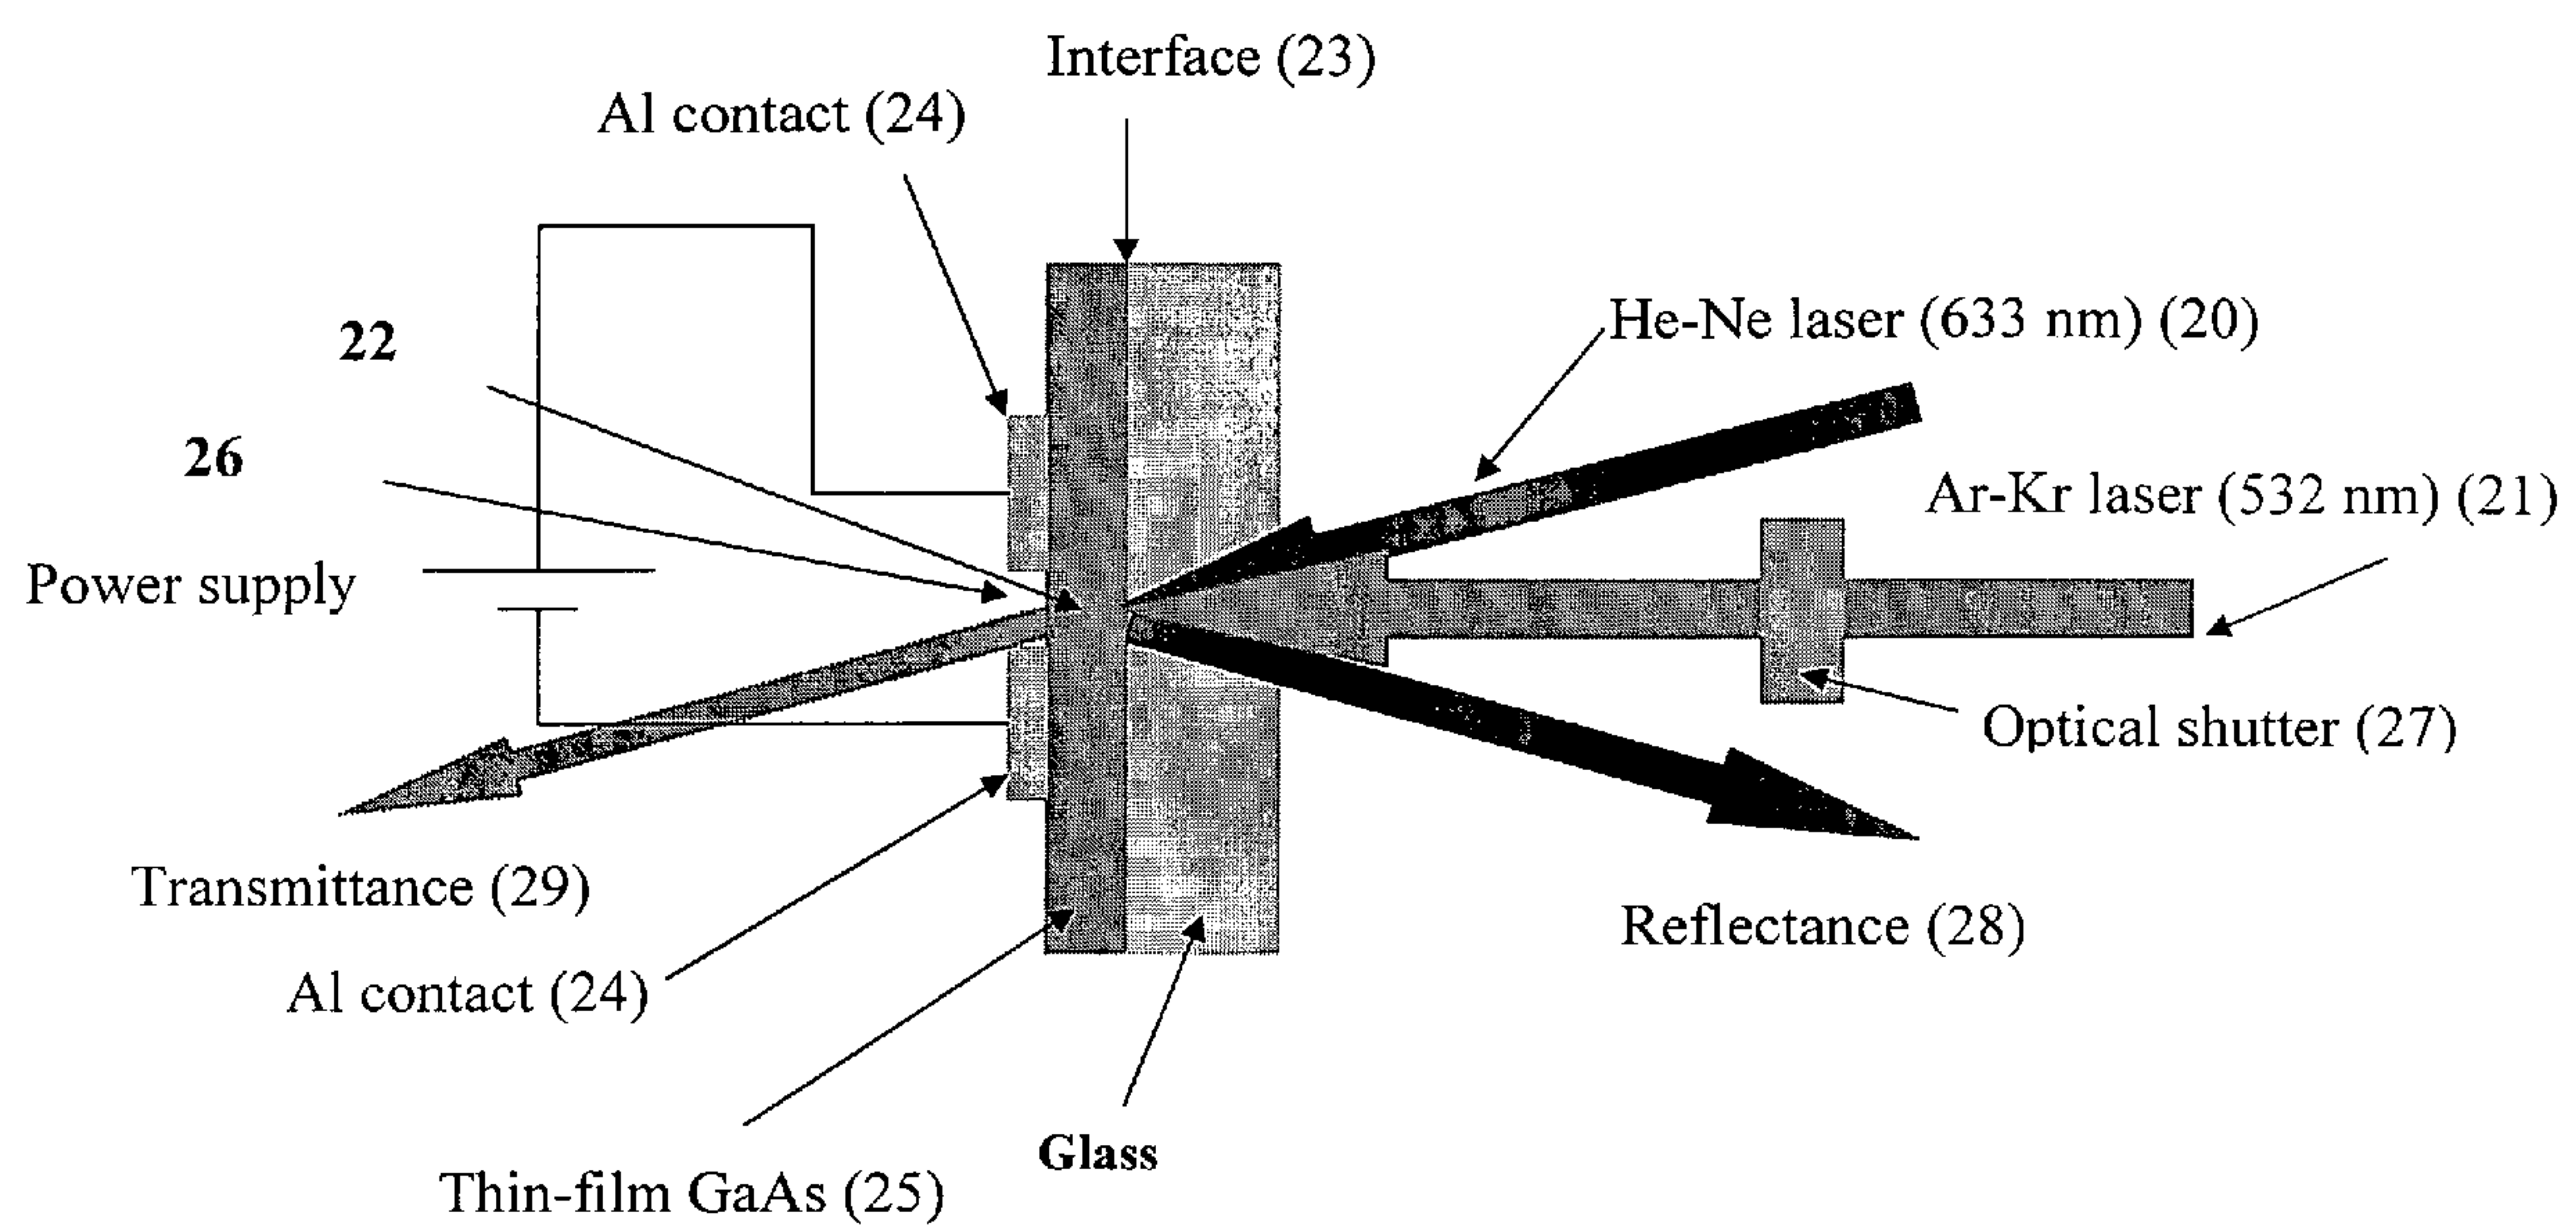 Interface (23)
Al contact (24)
He-Ne laser (633 nm) (20)
22
26
Ar-Kr laser (532 nm) (21)
Power supply
Optical shutter (27)
Transmittance (29)
Reflectance (28)
Al contact (24)
Glass
Thin-film GaAs (25)